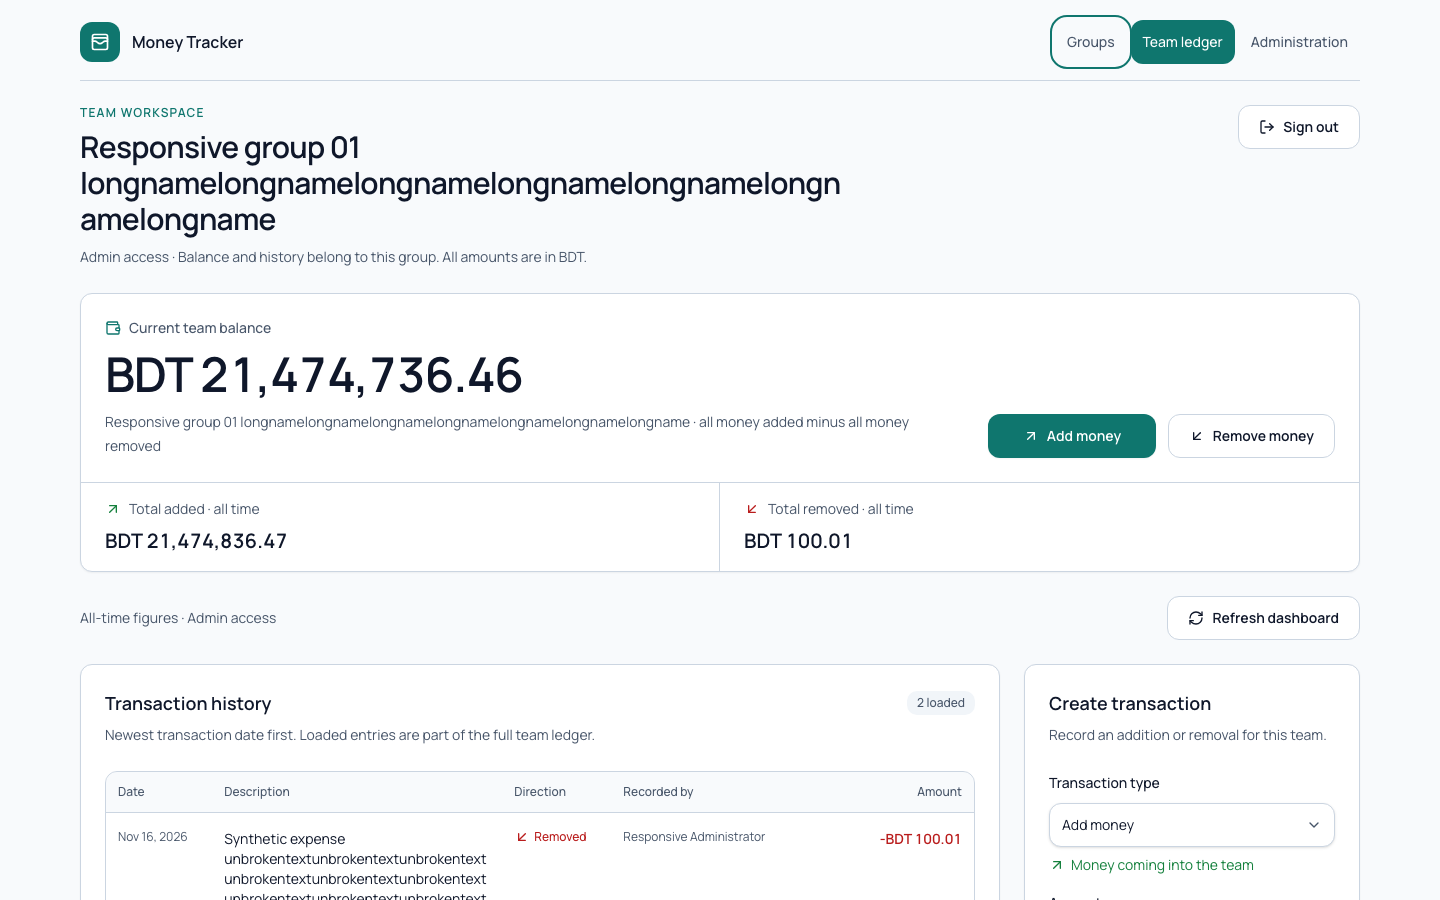 Money Tracker
Groups
Team ledger
Administration
TEAM WORKSPACE
Sign out
Responsive group 01
longnamelongnamelongnamelongnamelongnamelongn
amelongname
Admin access · Balance and history belong to this group. All amounts are in BDT.
Current team balance
BDT 21,474,736.46
Responsive group 01 longnamelongnamelongnamelongnamelongnamelongnamelongname · all money added minus all money
removed
Add money
Remove money
Total added · all time
BDT 21,474,836.47
Total removed · all time
BDT 100.01
All-time figures · Admin access
Refresh dashboard
Transaction history
2 loaded
Newest transaction date first. Loaded entries are part of the full team ledger.
Date Description Direction Recorded by Amount
Nov 16, 2026 Synthetic expense Removed Responsive Administrator -BDT 100.01
unbrokentextunbrokentextunbrokentext
unbrokentextunbrokentextunbrokentext
unbrokentextunbrokentextunbrokentext
Create transaction
Record an addition or removal for this team.
Transaction type
Add money
Money coming into the team